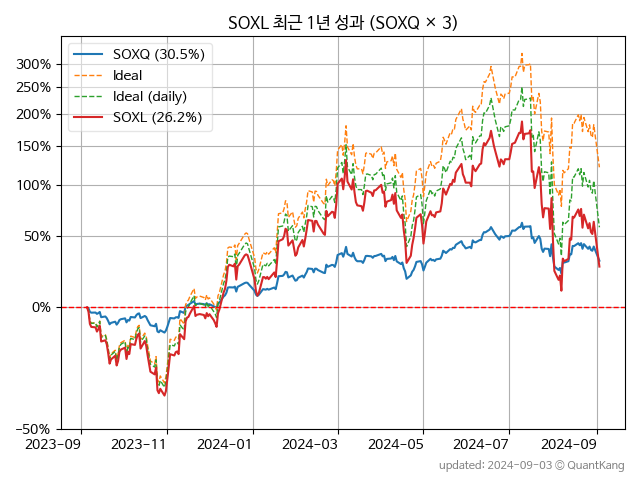 SOXL 최근 1년 성과 (SOXQ × 3)
SOXQ (30.5%)
Ideal
Ideal (daily)
SOXL (26.2%)
300%
250%
200%
150%
100%
50%
0%
−50%
2023-09
2023-11
2024-01
2024-03
2024-05
2024-07
2024-09
updated: 2024-09-03 © QuantKang